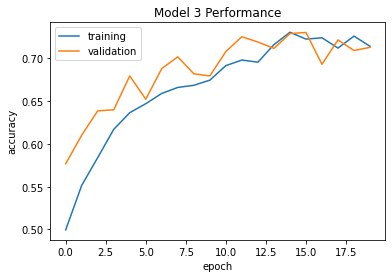 Model 3 Performance
training
validation
0.70
0.65
0.60
0.55
0.50
accuracy
0.0 2.5 5.0 7.5 10.0 12.5 15.0 17.5
epoch